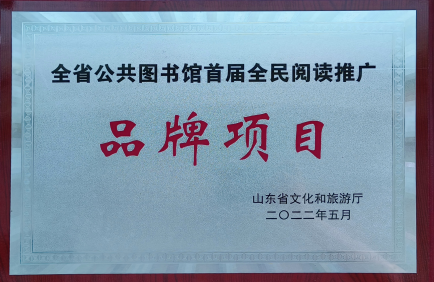 全省公共图书馆首届全民阅读推广
品牌项目
山东省文化和旅游厅
二〇二二年五月